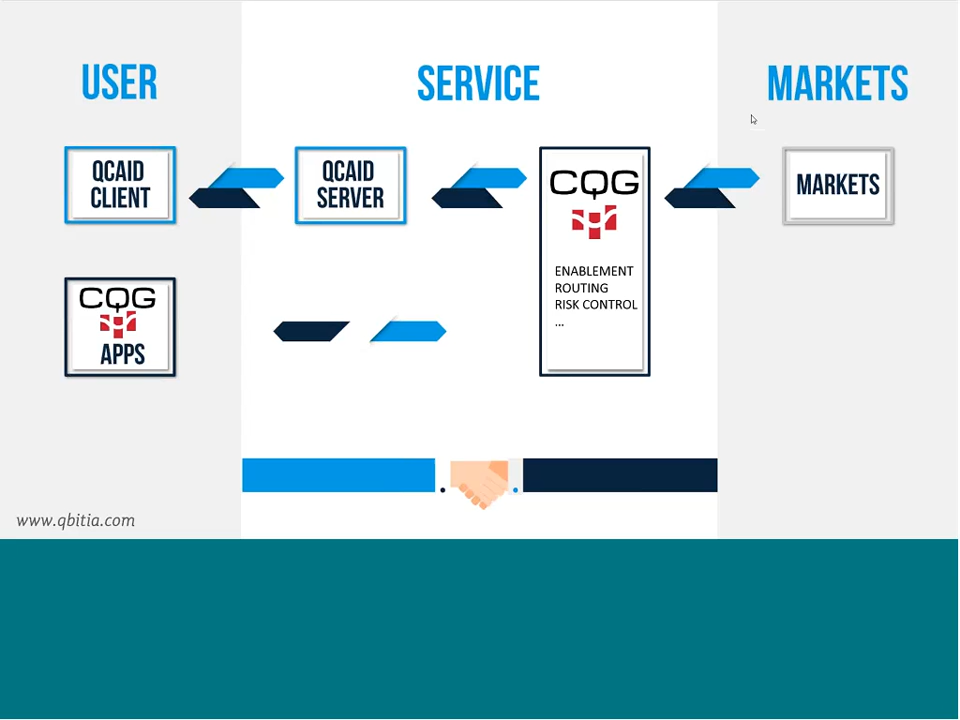 USER
SERVICE
MARKETS
QCAID
CLIENT
QCAID
SERVER
CQG
ENABLEMENT
ROUTING
RISK CONTROL
...
MARKETS
CQG
APPS
www.qbitia.com